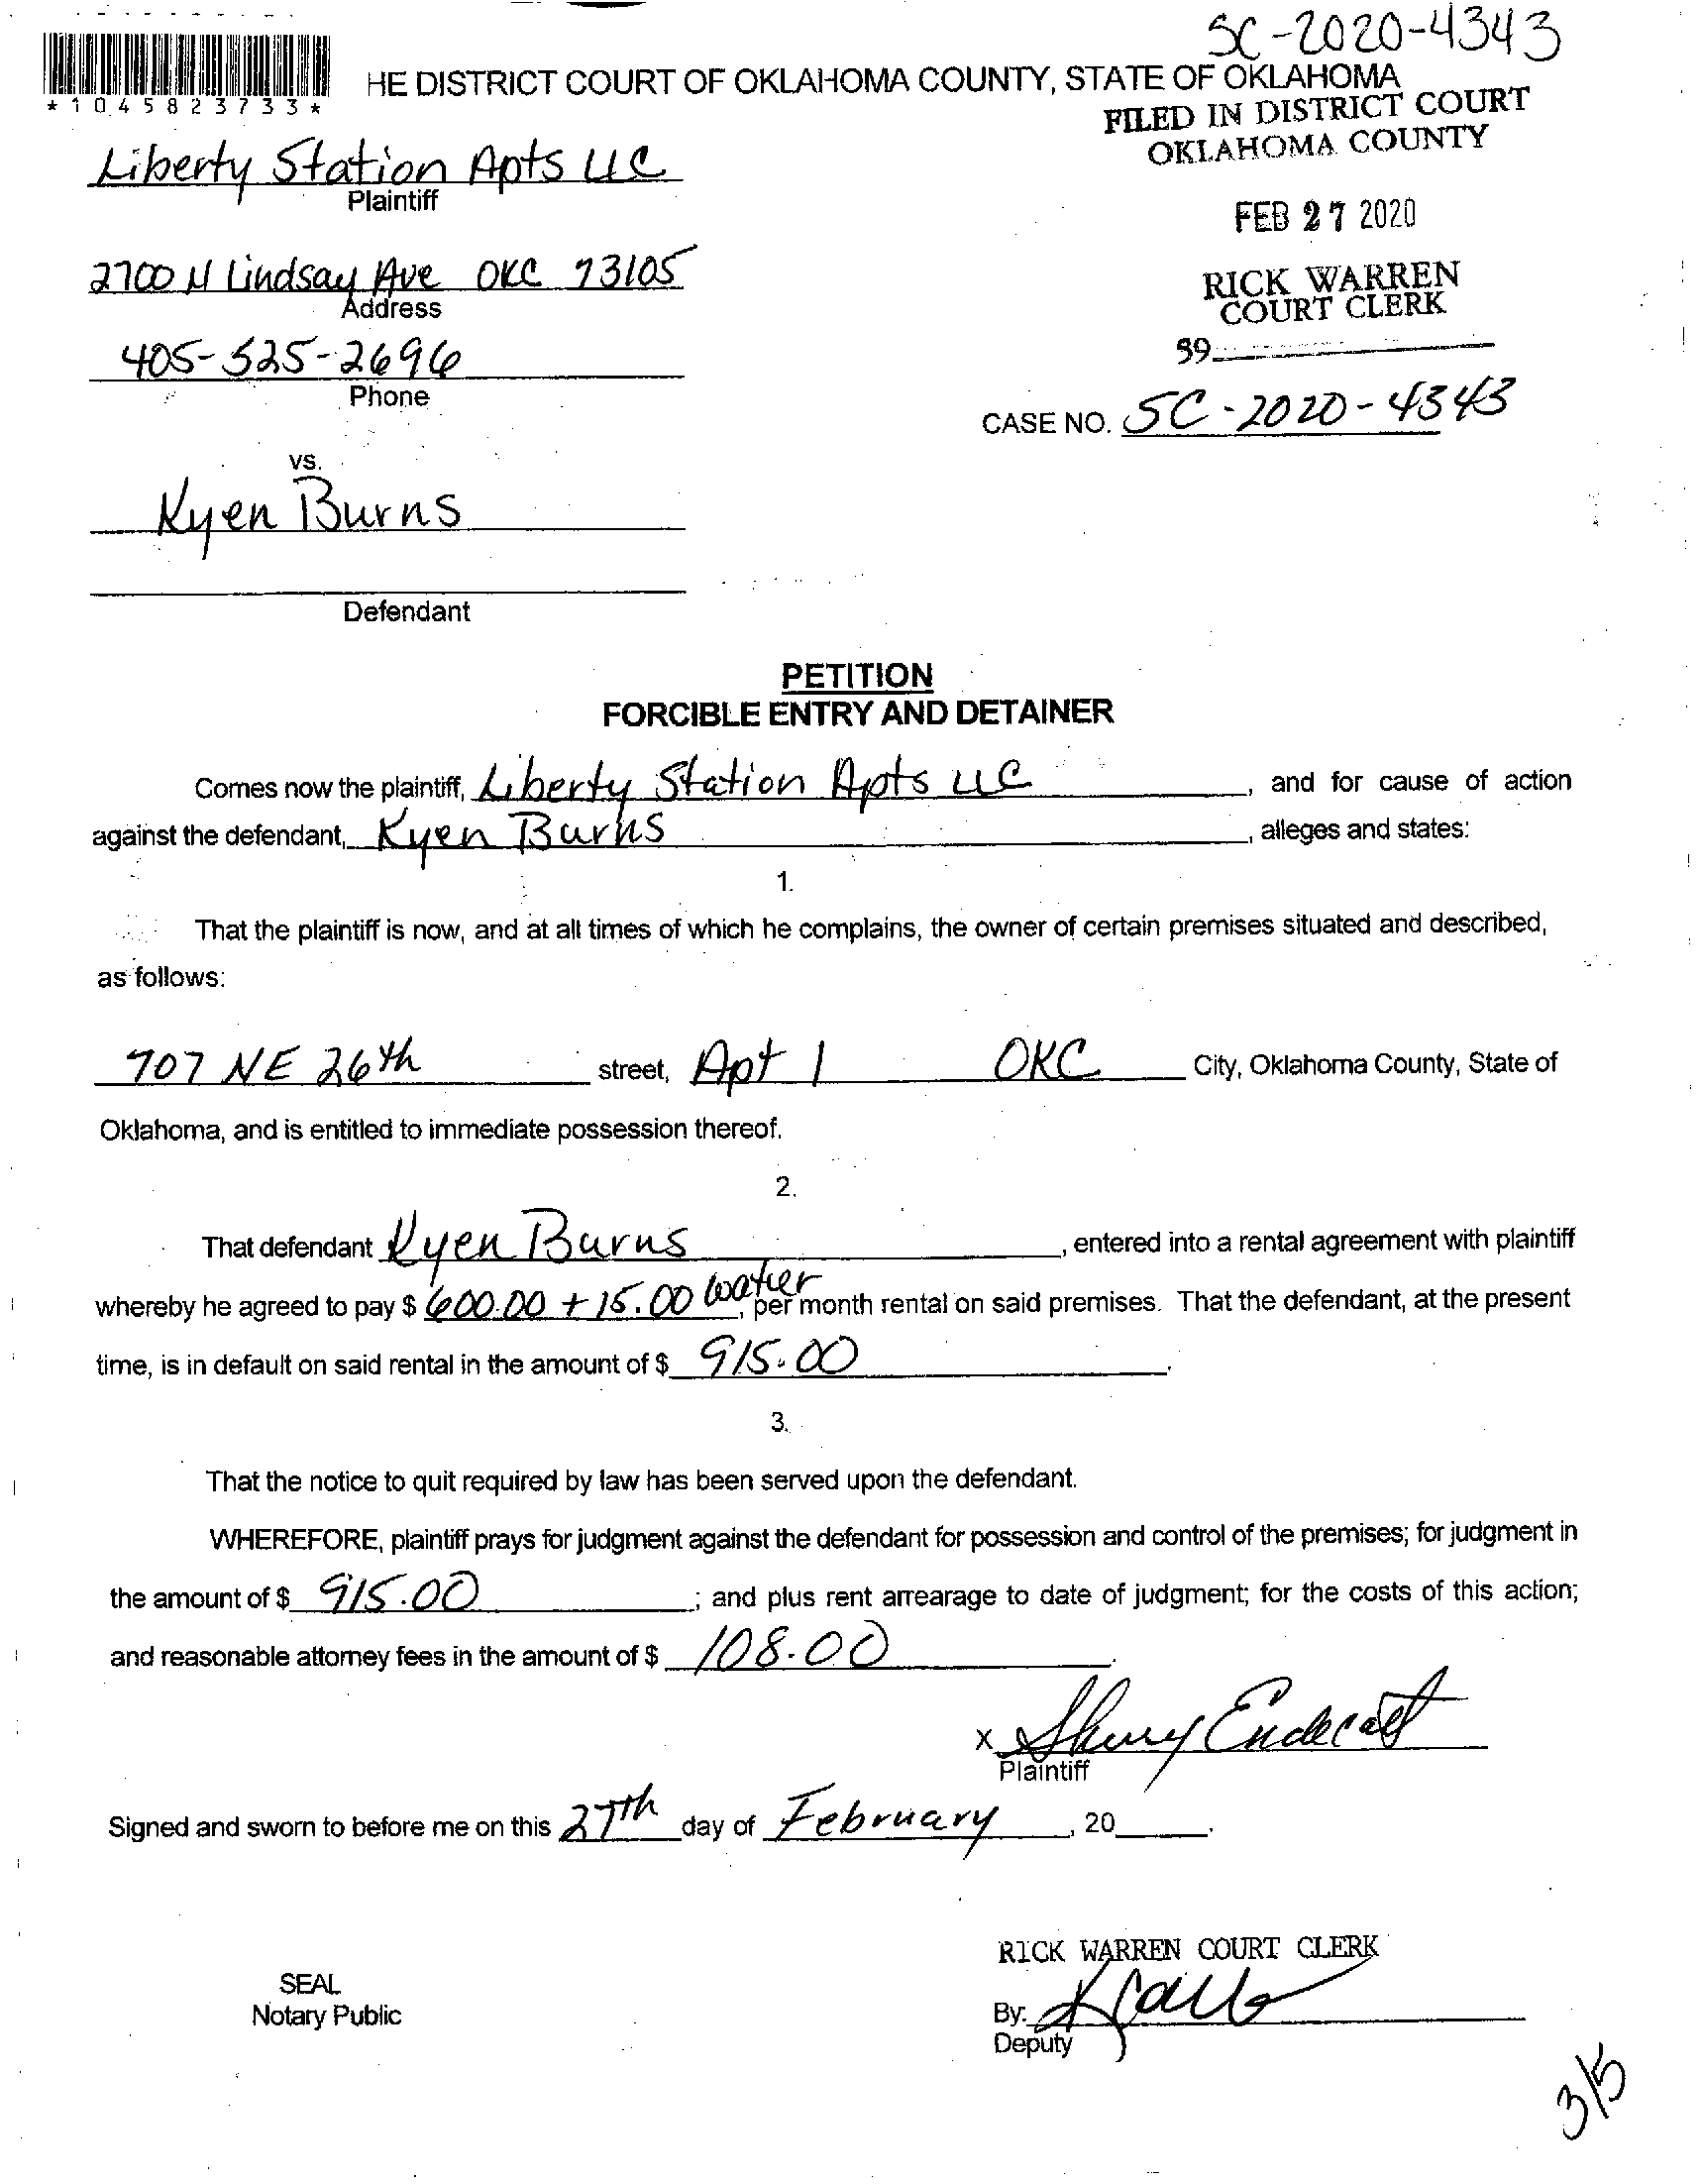 SC-2020-4343
HE DISTRICT COURT OF OKLAHOMA COUNTY, STATE OF OKLAHOMA
*1045823733*
FILED IN DISTRICT COURT
OKLAHOMA COUNTY
Liberty Station Apts LLC
Plaintiff
FEB 27 2020
2700 N Lindsay Ave OKC 73105
Address
RICK WARREN
COURT CLERK
405-525-2696
Phone
39
CASE NO. SC-2020-4343
vs.
Kyen Burns
Defendant
PETITION
FORCIBLE ENTRY AND DETAINER
Comes now the plaintiff, Liberty Station Apts LLC, and for cause of action
against the defendant, Kyen Burns, alleges and states:
1.
That the plaintiff is now, and at all times of which he complains, the owner of certain premises situated and described,
as follows:
707 NE 26th street, Apt 1 OKC City, Oklahoma County, State of
Oklahoma, and is entitled to immediate possession thereof.
2.
That defendant Kyen Burns, entered into a rental agreement with plaintiff
whereby he agreed to pay $ 600.00 + 15.00 water, per month rental on said premises. That the defendant, at the present
time, is in default on said rental in the amount of $ 915.00.
3.
That the notice to quit required by law has been served upon the defendant.
WHEREFORE, plaintiff prays for judgment against the defendant for possession and control of the premises; for judgment in
the amount of $ 915.00; and plus rent arrearage to date of judgment; for the costs of this action;
and reasonable attorney fees in the amount of $ 108.00.
X Sherry Endecott
Plaintiff
Signed and sworn to before me on this 27th day of February, 20____.
RICK WARREN COURT CLERK
SEAL
Notary Public
By:
Deputy
3/5